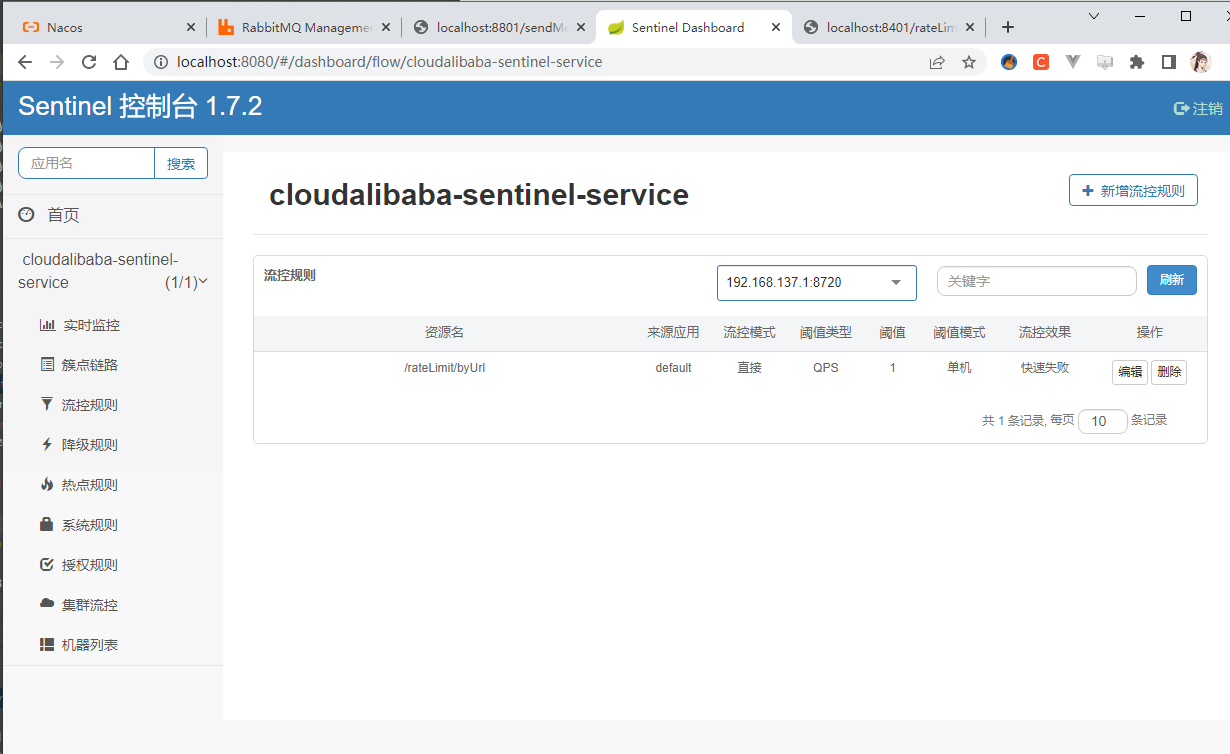 Nacos
RabbitMQ Manageme
localhost:8801/sendM
Sentinel Dashboard
localhost:8401/rateLim
localhost:8080/#/dashboard/flow/cloudalibaba-sentinel-service
Sentinel 控制台 1.7.2
注销
应用名
搜索
首页
cloudalibaba-sentinel-
service
(1/1)
实时监控
簇点链路
流控规则
降级规则
热点规则
系统规则
授权规则
集群流控
机器列表
cloudalibaba-sentinel-service
新增流控规则
流控规则
192.168.137.1:8720
关键字
刷新
资源名 来源应用 流控模式 阈值类型 阈值 阈值模式 流控效果 操作
/rateLimit/byUrl default 直接 QPS 1 单机 快速失败 编辑 删除
共 1 条记录, 每页 10 条记录